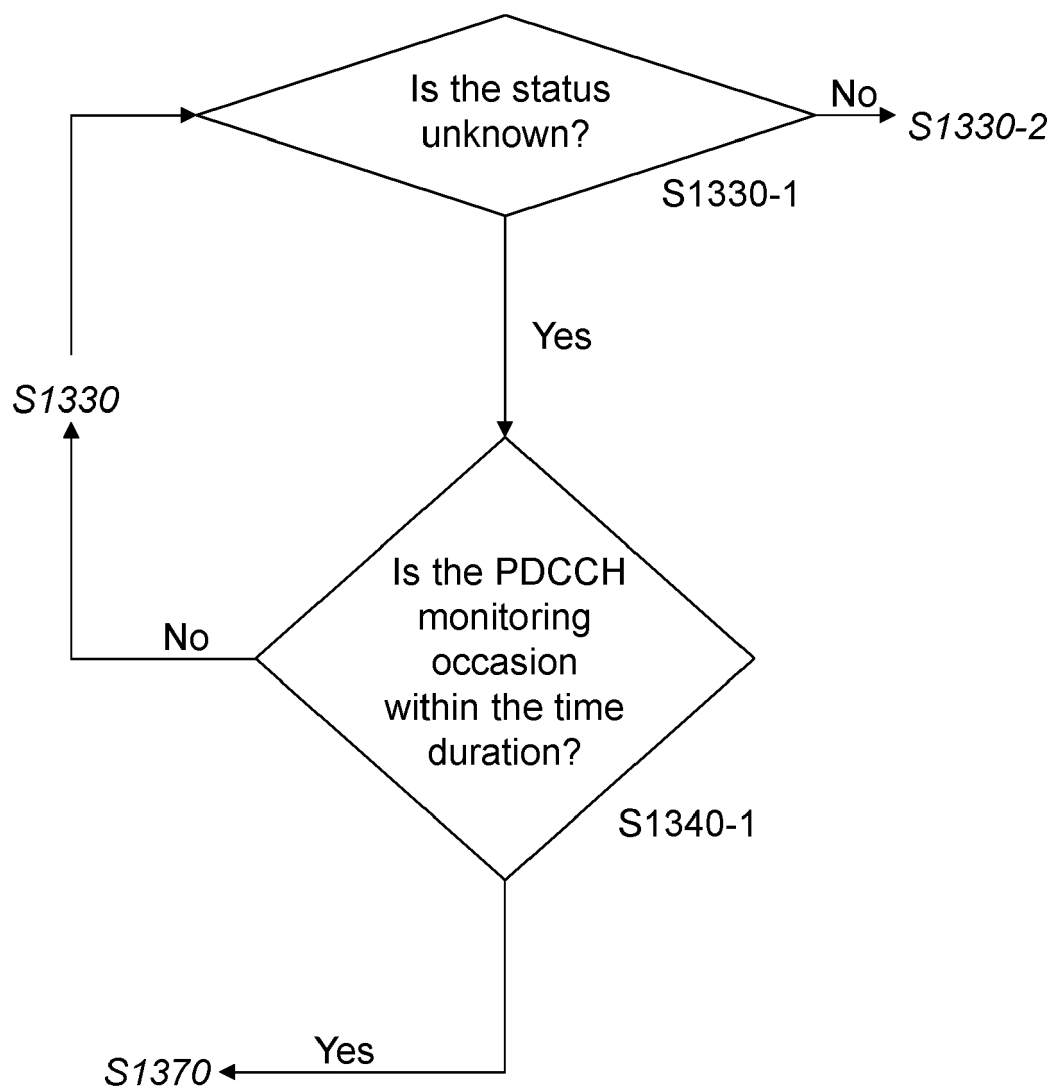 Is the status
unknown?
No
S1330-2
S1330-1
Yes
S1330
Is the PDCCH
monitoring
occasion
within the time
duration?
No
S1340-1
Yes
S1370